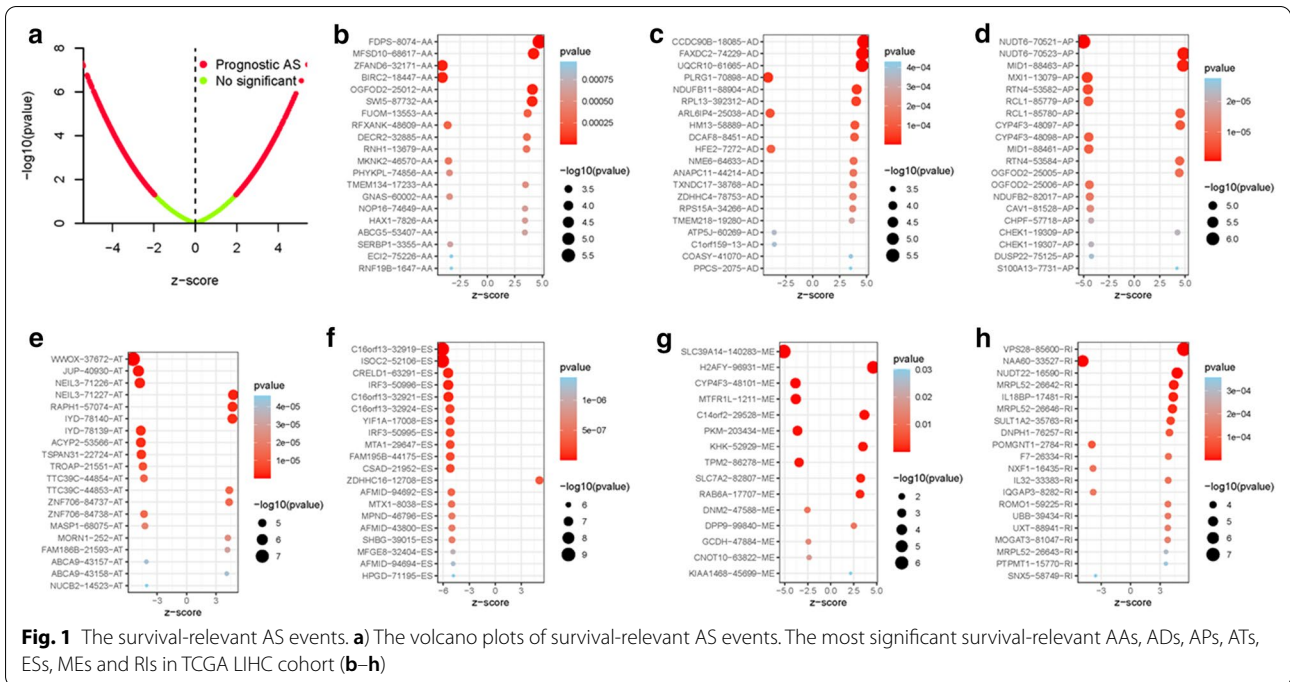 a
8
6
4
2
0
-log10(pvalue)
Prognostic AS
No significant
−4 −2 0 2 4
z-score
b
FDPS-8074-AA
MFSD10-68617-AA
ZFAND6-32171-AA
BIRC2-18447-AA
OGFOD2-25012-AA
SWI5-87732-AA
FUOM-13553-AA
RFXANK-48609-AA
DECR2-32885-AA
RNH1-13679-AA
MKNK2-46570-AA
PHYKPL-74856-AA
TMEM134-17233-AA
GNAS-60002-AA
NOP16-74649-AA
HAX1-7826-AA
ABCG5-53407-AA
SERBP1-3355-AA
ECI2-75226-AA
RNF19B-1647-AA
-2.5 0.0 2.5 5.0
z-score
pvalue
0.00075
0.00050
0.00025
-log10(pvalue)
3.5
4.0
4.5
5.0
5.5
c
CCDC90B-18085-AD
FAXDC2-74229-AD
UQCR10-61665-AD
PLRG1-70898-AD
NDUFB11-88904-AD
RPL13-392312-AD
ARL6IP4-25038-AD
HM13-58889-AD
DCAF8-8451-AD
HFE2-7272-AD
NME6-64633-AD
ANAPC11-44214-AD
TXNDC17-38768-AD
ZDHHC4-78753-AD
RPS15A-34266-AD
TMEM218-19280-AD
ATP5J-60269-AD
C1orf159-13-AD
COASY-41070-AD
PPCS-2075-AD
-2.5 0.0 2.5 5.0
z-score
pvalue
4e-04
3e-04
2e-04
1e-04
-log10(pvalue)
3.5
4.0
4.5
5.0
5.5
d
NUDT6-70521-AP
NUDT6-70523-AP
MID1-88463-AP
MXI1-13079-AP
RTN4-53582-AP
RCL1-85779-AP
RCL1-85780-AP
CYP4F3-48097-AP
CYP4F3-48098-AP
MID1-88461-AP
RTN4-53584-AP
OGFOD2-25005-AP
OGFOD2-25006-AP
NDUFB2-82017-AP
CAV1-81528-AP
CHPF-57718-AP
CHEK1-19309-AP
CHEK1-19307-AP
DUSP22-75125-AP
S100A13-7731-AP
-5.0 -2.5 0.0 2.5 5.0
z-score
pvalue
2e-05
1e-05
-log10(pvalue)
5.0
5.5
6.0
e
WWOX-37672-AT
JUP-40930-AT
NEIL3-71226-AT
NEIL3-71227-AT
RAPH1-57074-AT
IYD-78140-AT
IYD-78139-AT
ACYP2-53566-AT
TSPAN31-22724-AT
TROAP-21551-AT
TTC39C-44854-AT
TTC39C-44853-AT
ZNF706-84737-AT
ZNF706-84738-AT
MASP1-68075-AT
MORN1-252-AT
FAM186B-21593-AT
ABCA9-43157-AT
ABCA9-43158-AT
NUCB2-14523-AT
-3 0 3
z-score
pvalue
4e-05
3e-05
2e-05
1e-05
-log10(pvalue)
5
6
7
f
C16orf13-32919-ES
ISOC2-52106-ES
CRELD1-63291-ES
IRF3-50996-ES
C16orf13-32921-ES
C16orf13-32924-ES
YIF1A-17008-ES
IRF3-50995-ES
MTA1-29647-ES
FAM195B-44175-ES
CSAD-21952-ES
ZDHHC16-12708-ES
AFMID-94692-ES
MTX1-8038-ES
MPND-46796-ES
AFMID-43800-ES
SHBG-39015-ES
MFGE8-32404-ES
AFMID-94694-ES
HPGD-71195-ES
-6 -3 0 3
z-score
pvalue
1e-06
5e-07
-log10(pvalue)
6
7
8
9
g
SLC39A14-140283-ME
H2AFY-96931-ME
CYP4F3-48101-ME
MTFR1L-1211-ME
C14orf2-29528-ME
PKM-203434-ME
KHK-52929-ME
TPM2-86278-ME
SLC7A2-82807-ME
RAB6A-17707-ME
DNM2-47588-ME
DPP9-99840-ME
GCDH-47884-ME
CNOT10-63822-ME
KIAA1468-45699-ME
-5.0 -2.5 0.0 2.5 5.0
z-score
pvalue
0.03
0.02
0.01
-log10(pvalue)
2
3
4
5
6
h
VPS28-85600-RI
NAA60-33527-RI
NUDT22-16590-RI
MRPL52-26642-RI
IL18BP-17481-RI
MRPL52-26646-RI
SULT1A2-35763-RI
DNPH1-76257-RI
POMGNT1-2784-RI
F7-26334-RI
NXF1-16435-RI
IL32-33383-RI
IQGAP3-8282-RI
ROMO1-59225-RI
UBB-39434-RI
UXT-88941-RI
MOGAT3-81047-RI
MRPL52-26643-RI
PTPMT1-15770-RI
SNX5-58749-RI
-3 0 3
z-score
pvalue
3e-04
2e-04
1e-04
-log10(pvalue)
4
5
6
7
Fig. 1 The survival-relevant AS events. a) The volcano plots of survival-relevant AS events. The most significant survival-relevant AAs, ADs, APs, ATs,
ESs, MEs and RIs in TCGA LIHC cohort (b–h)